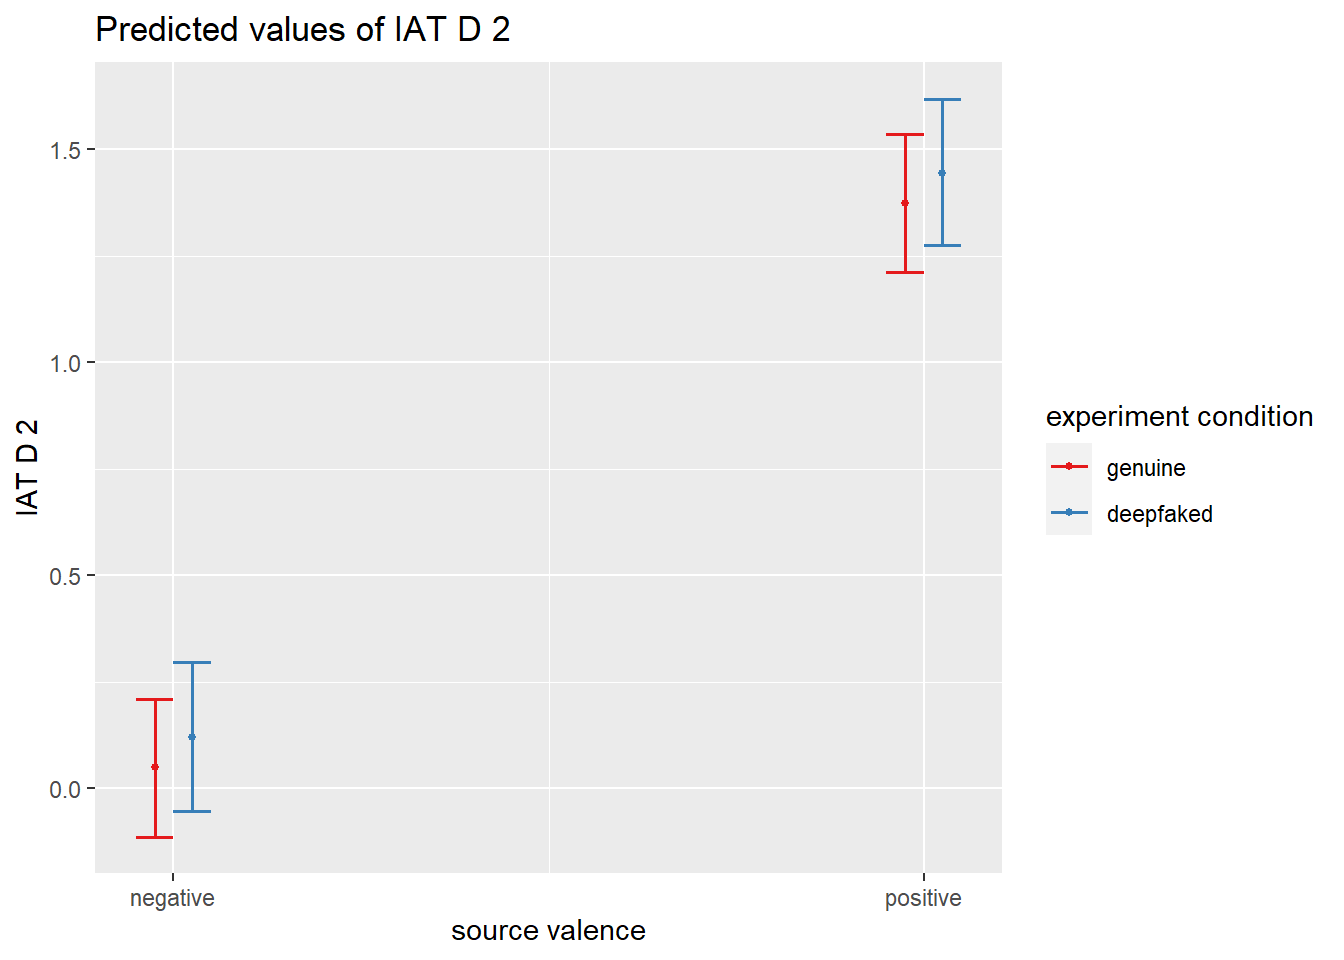 Predicted values of IAT D 2
1.5
1.0
0.5
0.0
IAT D 2
negative
positive
source valence
experiment condition
genuine
deepfaked